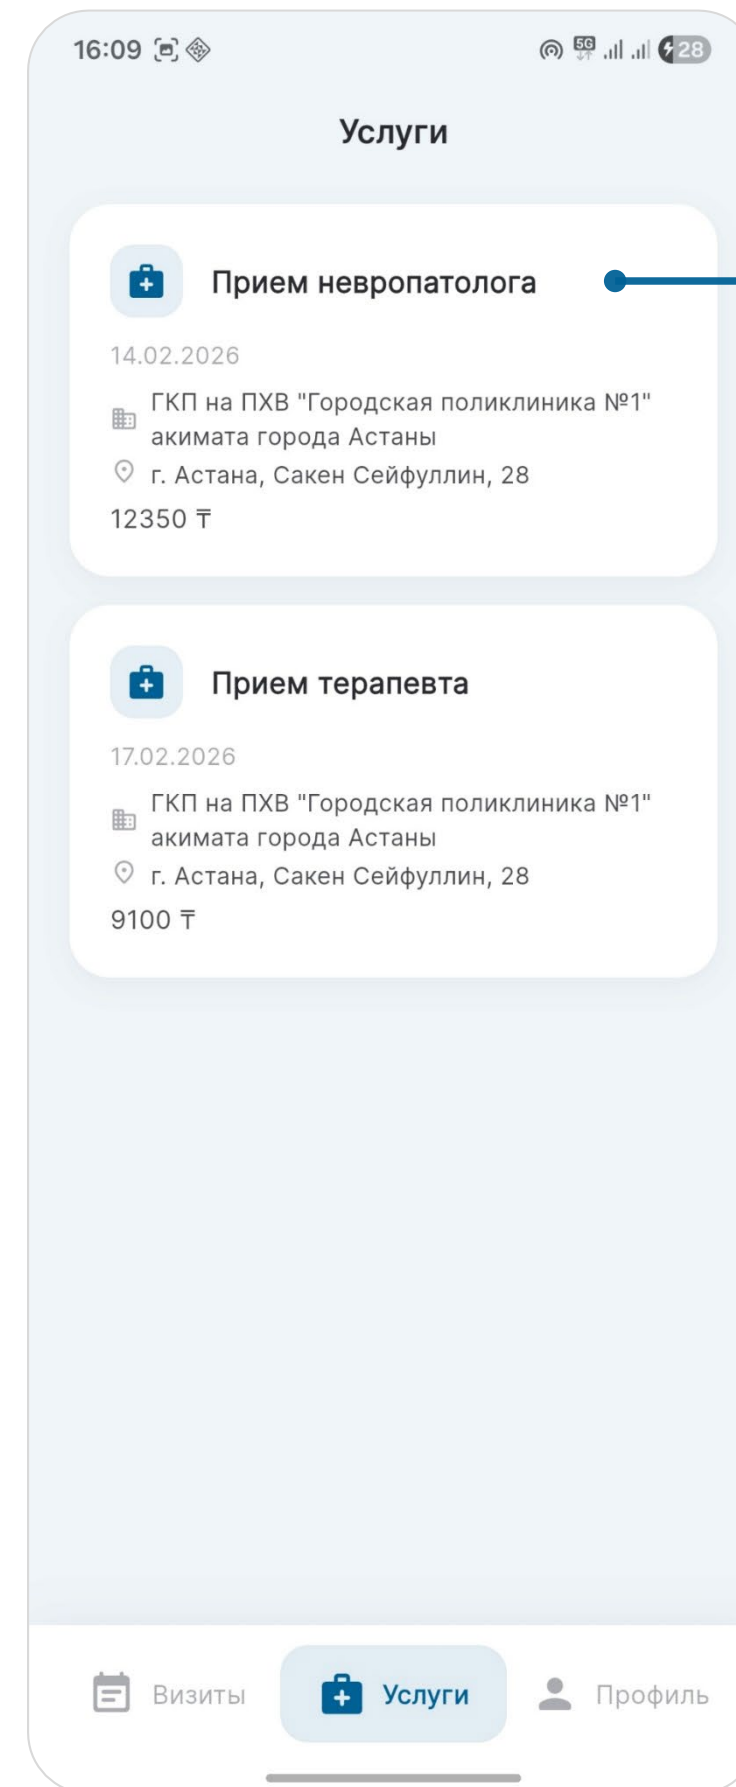 16:09 5G 28
Услуги
Прием невропатолога
14.02.2026
ГКП на ПХВ "Городская поликлиника №1"
акимата города Астаны
г. Астана, Сакен Сейфуллин, 28
12350 ₸
Прием терапевта
17.02.2026
ГКП на ПХВ "Городская поликлиника №1"
акимата города Астаны
г. Астана, Сакен Сейфуллин, 28
9100 ₸
Визиты Услуги Профиль